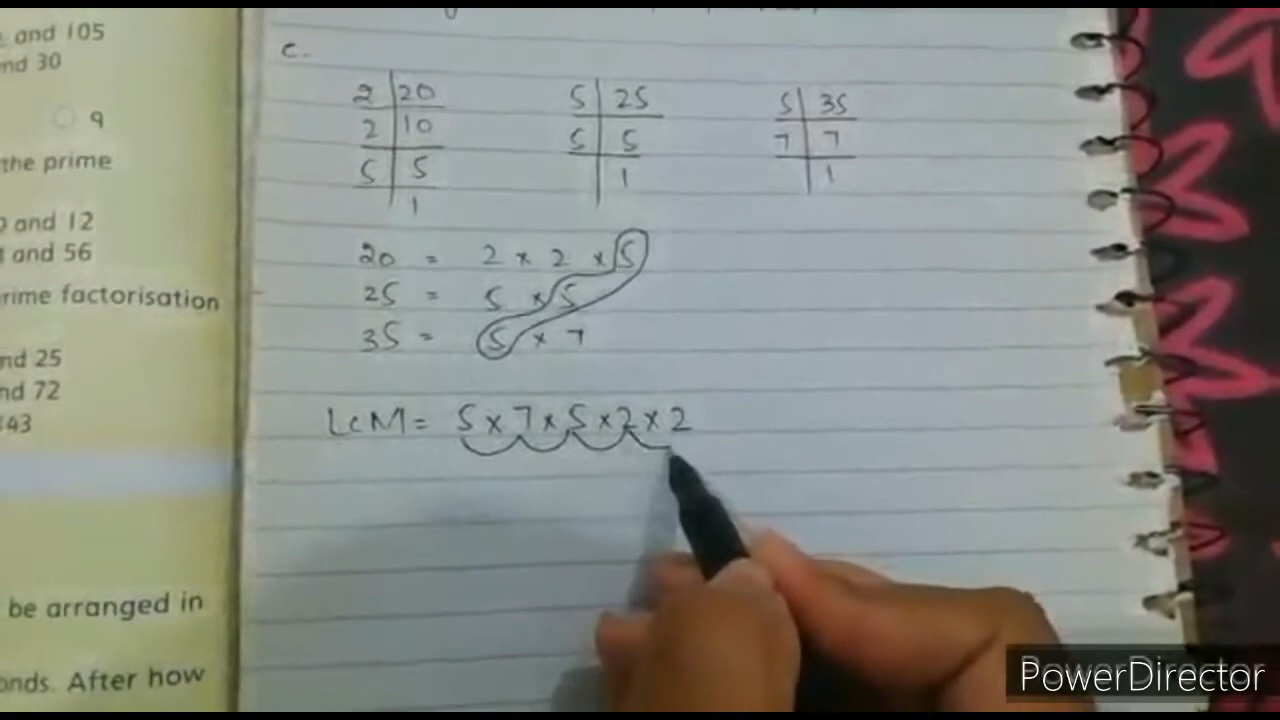 and 105
and 30
9
the prime
and 12
and 56
rime factorisation
nd 25
nd 72
343
be arranged in
onds. After how
c.
2 | 20
2 | 10
5 | 5
1
5 | 25
5 | 5
1
5 | 35
7 | 7
1
20 = 2 × 2 × 5
25 = 5 × 5
35 = 5 × 7
LCM = 5 × 7 × 5 × 2 × 2
PowerDirector